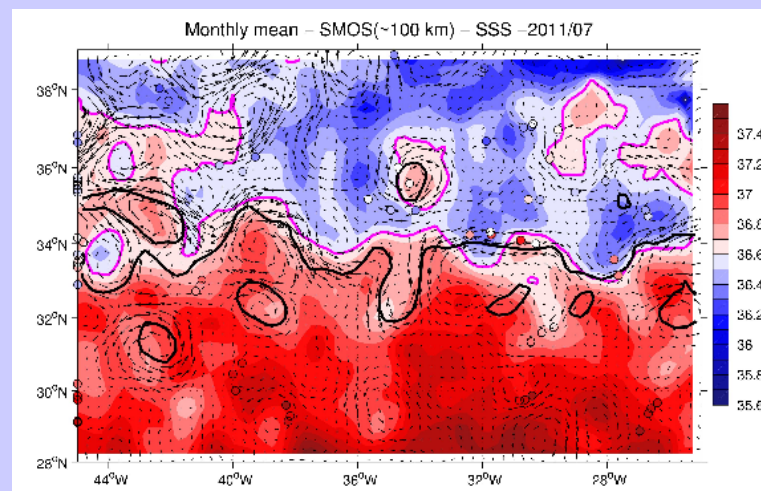 Monthly mean – SMOS(~100 km) – SSS –2011/07
38°N
36°N
34°N
32°N
30°N
28°N
44°W
40°W
36°W
32°W
28°W
37.4
37.2
37
36.8
36.6
36.4
36.2
36
35.8
35.6